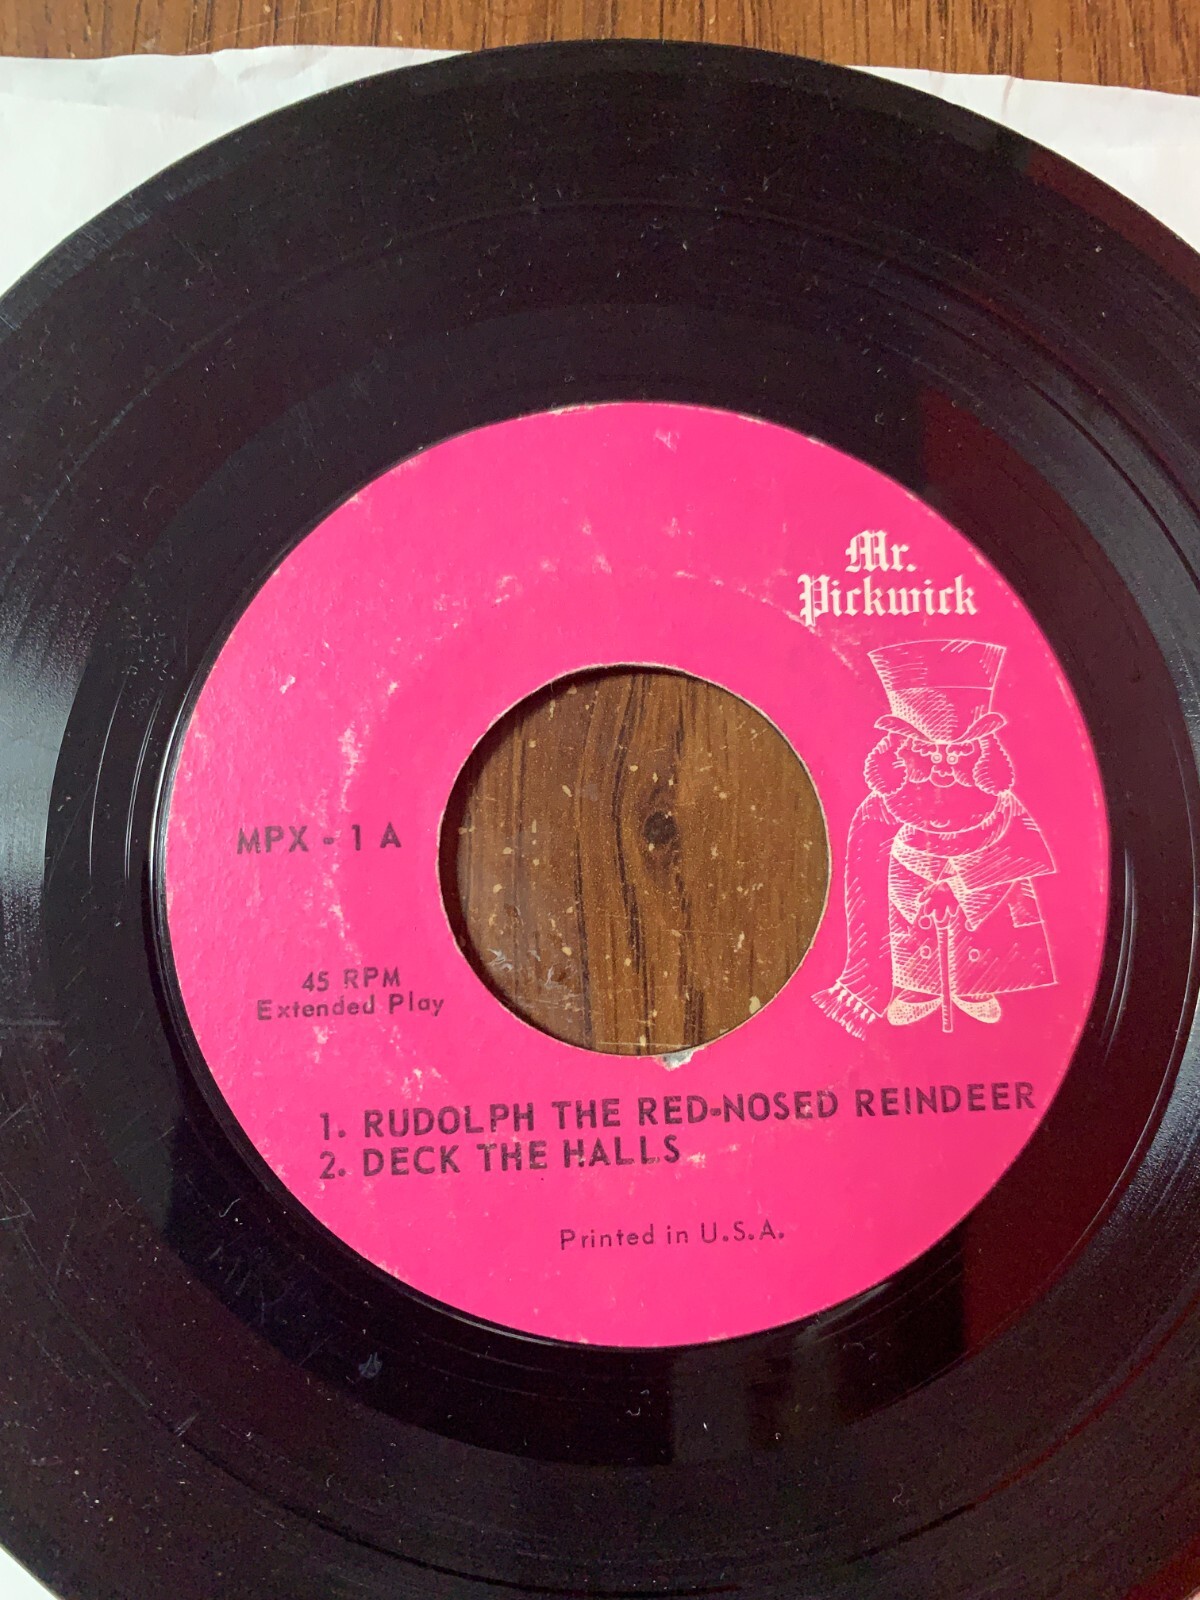 Mr.
Pickwick
MPX - 1 A
45 RPM
Extended Play
1. RUDOLPH THE RED-NOSED REINDEER
2. DECK THE HALLS
Printed in U.S.A.